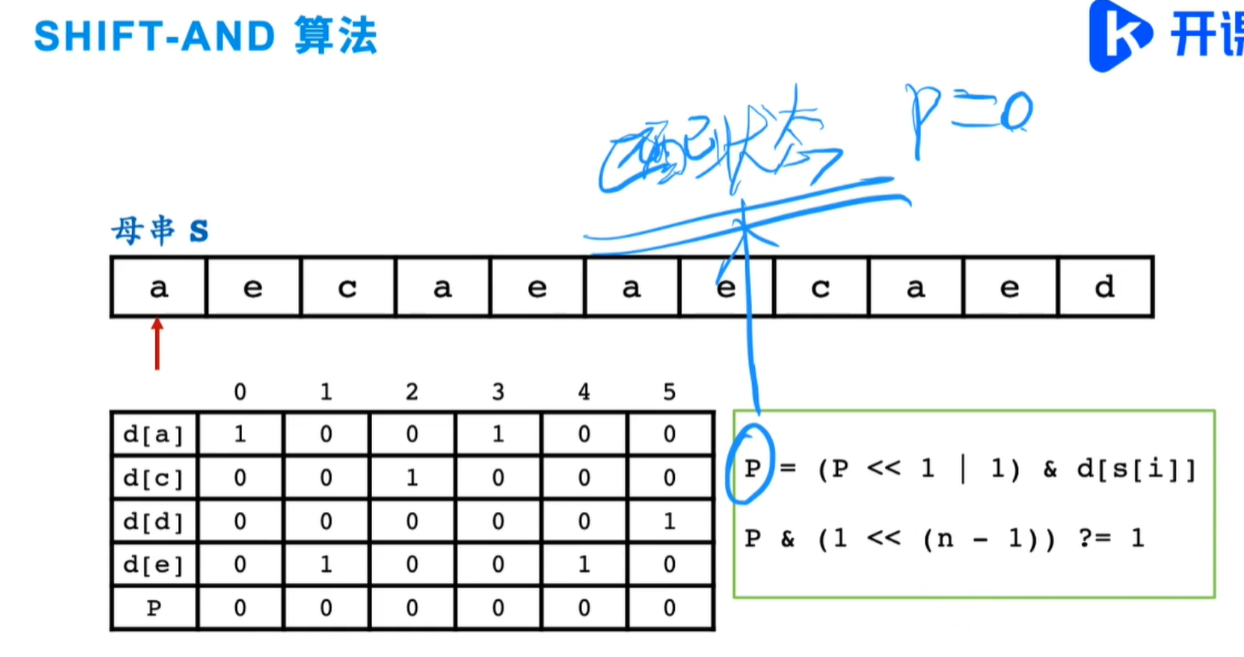 SHIFT-AND 算法
开课
匹配状态
P=0
母串 S
a e c a e a e c a e d
0 1 2 3 4 5
d[a] 1 0 0 1 0 0
d[c] 0 0 1 0 0 0
d[d] 0 0 0 0 0 1
d[e] 0 1 0 0 1 0
P 0 0 0 0 0 0
P = (P << 1 | 1) & d[s[i]]
P & (1 << (n - 1)) ?= 1